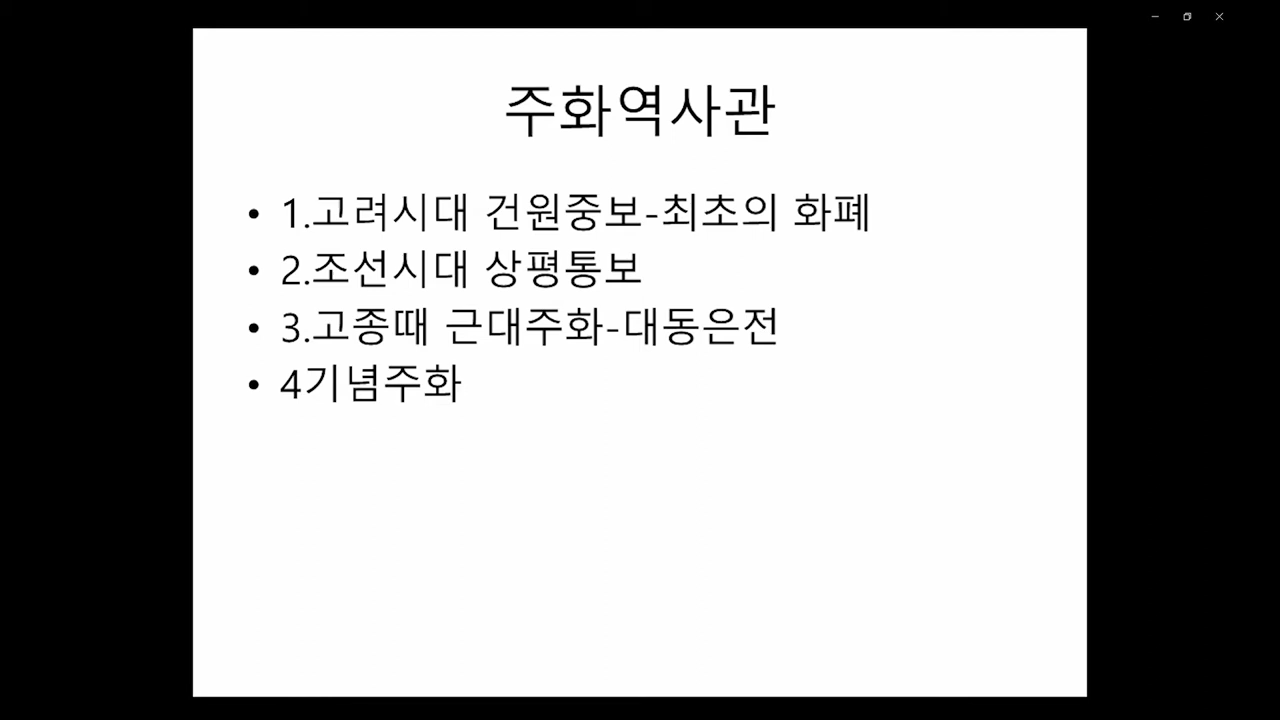 주화역사관
• 1.고려시대 건원중보-최초의 화폐
• 2.조선시대 상평통보
• 3.고종때 근대주화-대동은전
• 4기념주화